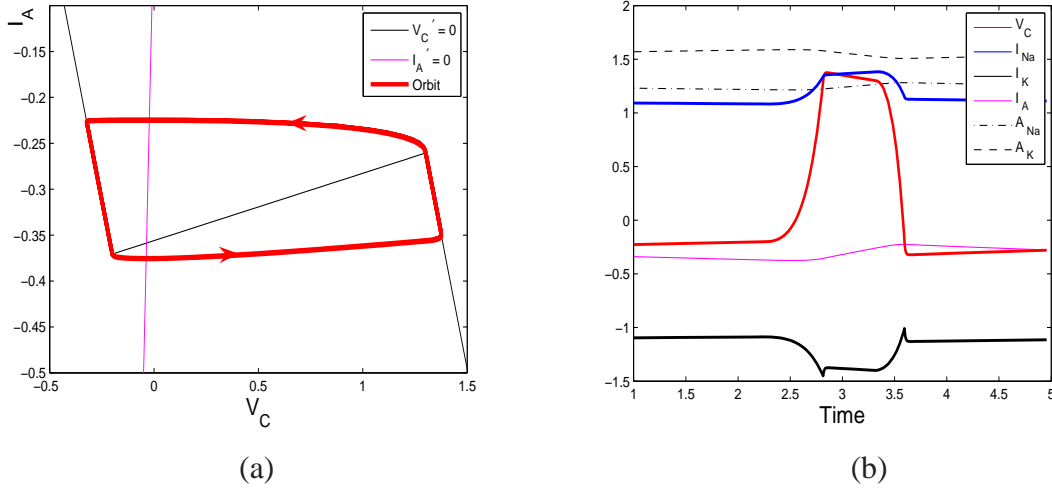 I_A
−0.15
−0.2
−0.25
−0.3
−0.35
−0.4
−0.45
−0.5
−0.5
0
0.5
1
1.5
V_C
V_C′ = 0
I_A′ = 0
Orbit
(a)
2
1.5
1
0.5
0
−0.5
−1
−1.5
1
1.5
2
2.5
3
3.5
4
4.5
5
Time
V_C
I_Na
I_K
I_A
A_Na
A_K
(b)